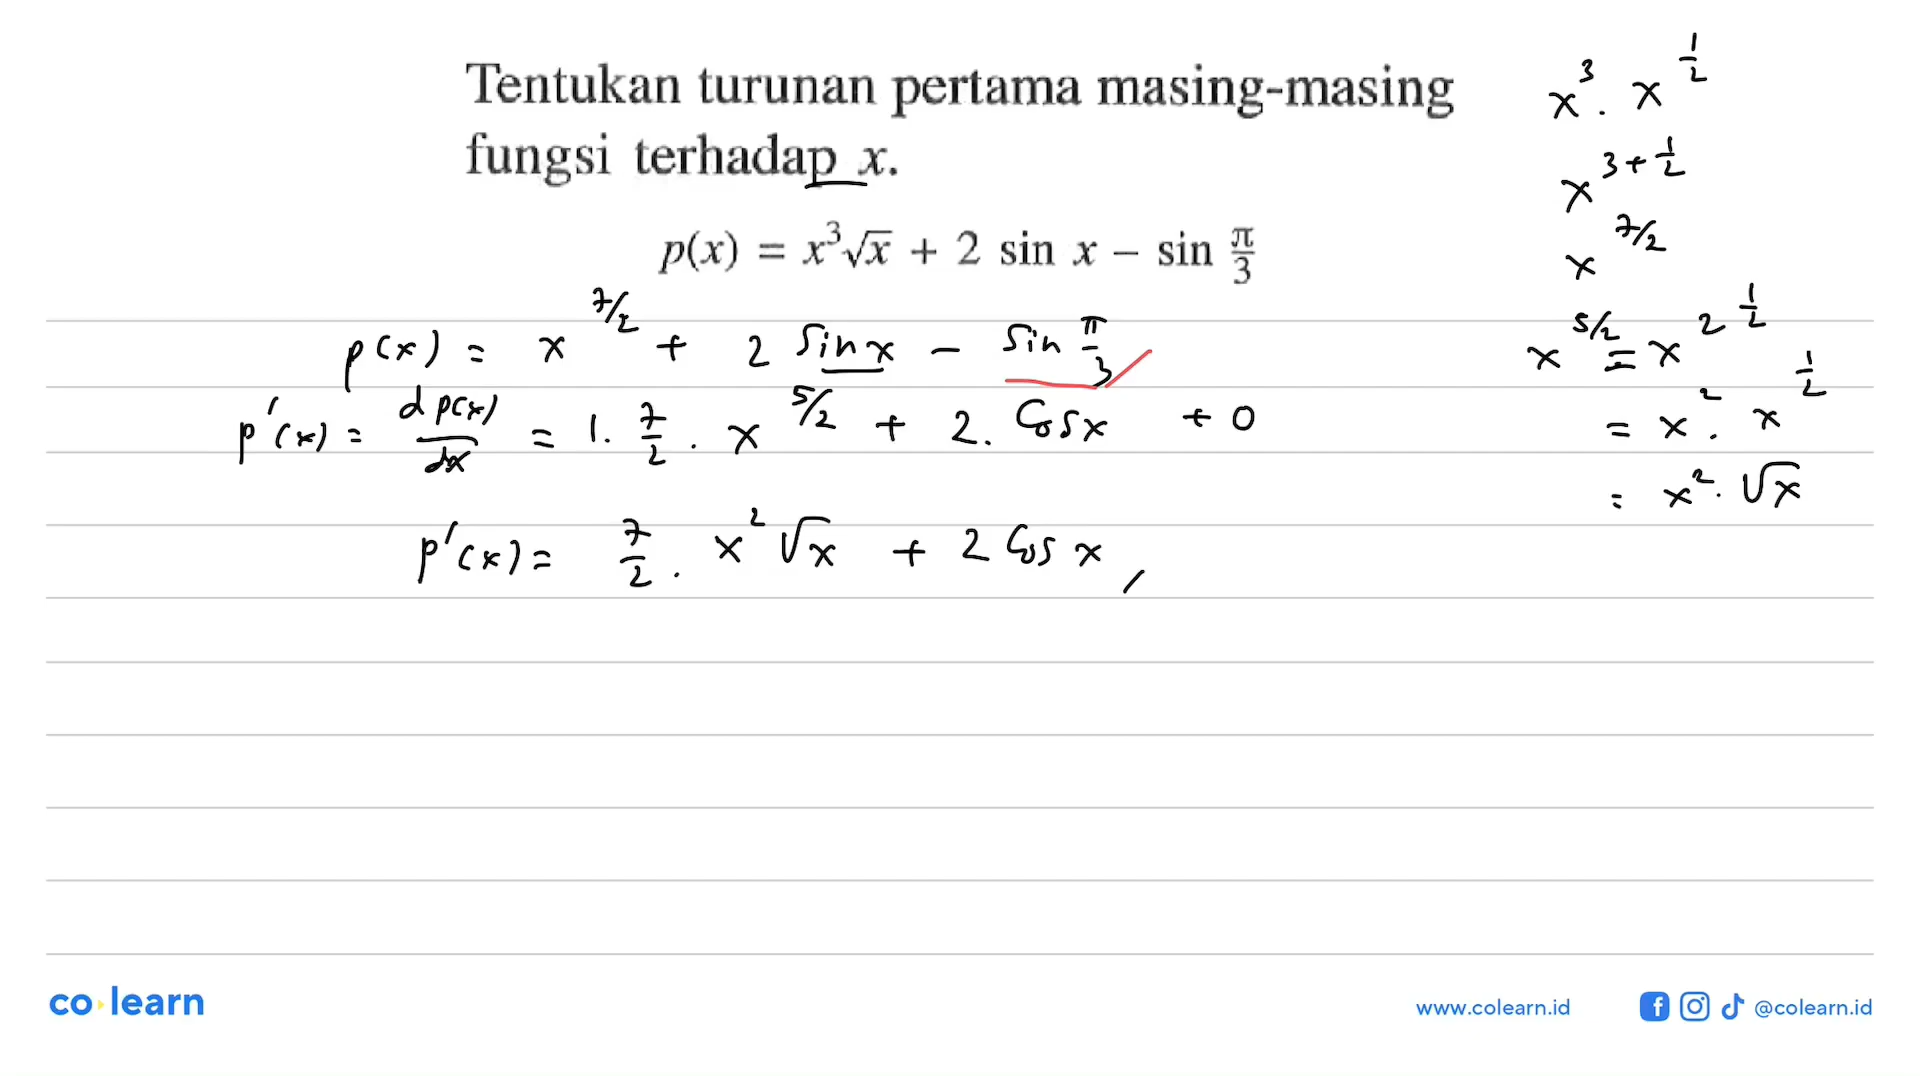 Tentukan turunan pertama masing-masing
fungsi terhadap x.
p(x) = x³√x + 2 sin x – sin π/3
p(x) = x^7/2 + 2 sin x – sin π/3
p'(x) = dp(x)/dx = 1. 7/2 . x^5/2 + 2. Cos x + 0
p'(x) = 7/2 . x² √x + 2 Cos x
x³ . x^1/2
x^3+1/2
x^7/2
x^5/2 = x^2 1/2
= x² . x^1/2
= x² . √x
co learn
www.colearn.id
@colearn.id